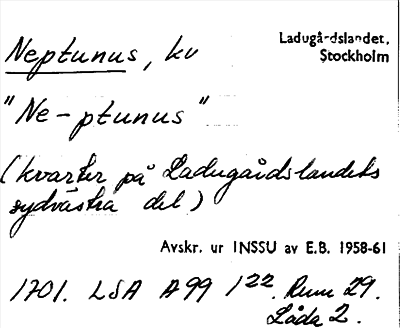 Neptunus, kv
Ladugårdslandet,
Stockholm
"Ne-ptunus"
(kvarter på Ladugårdslandets
sydvästra del)
Avskr. ur INSSU av E.B. 1958-61
1701. LSA A99 1²². Rum 29.
Låda 2.